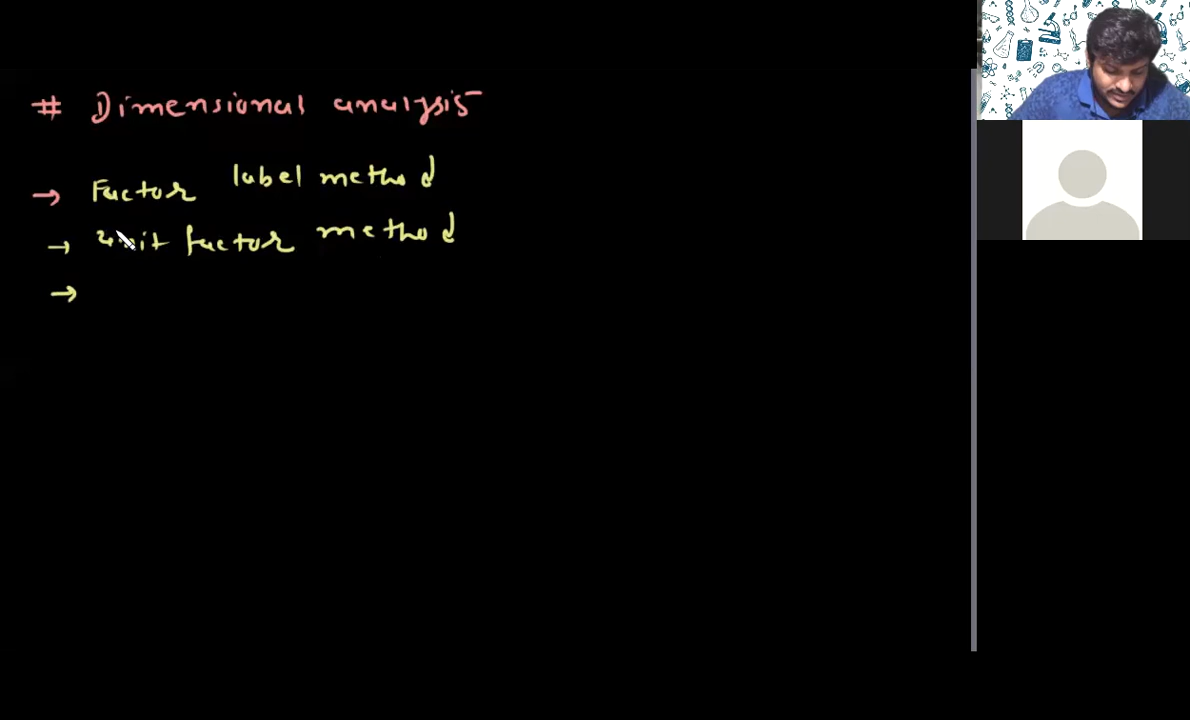 # Dimensional analysis
→ Factor label method
→ unit factor method
→